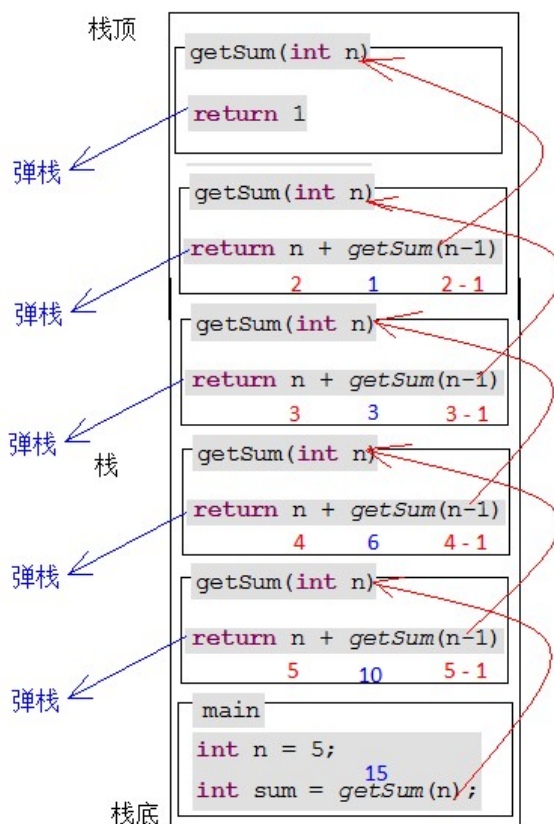 栈顶
getSum(int n)
return 1
弹栈
getSum(int n)
return n + getSum(n-1)
2 1 2 - 1
弹栈
getSum(int n)
return n + getSum(n-1)
3 3 3 - 1
弹栈
栈
getSum(int n)
return n + getSum(n-1)
4 6 4 - 1
弹栈
getSum(int n)
return n + getSum(n-1)
5 10 5 - 1
弹栈
main
int n = 5;
15
int sum = getSum(n);
栈底